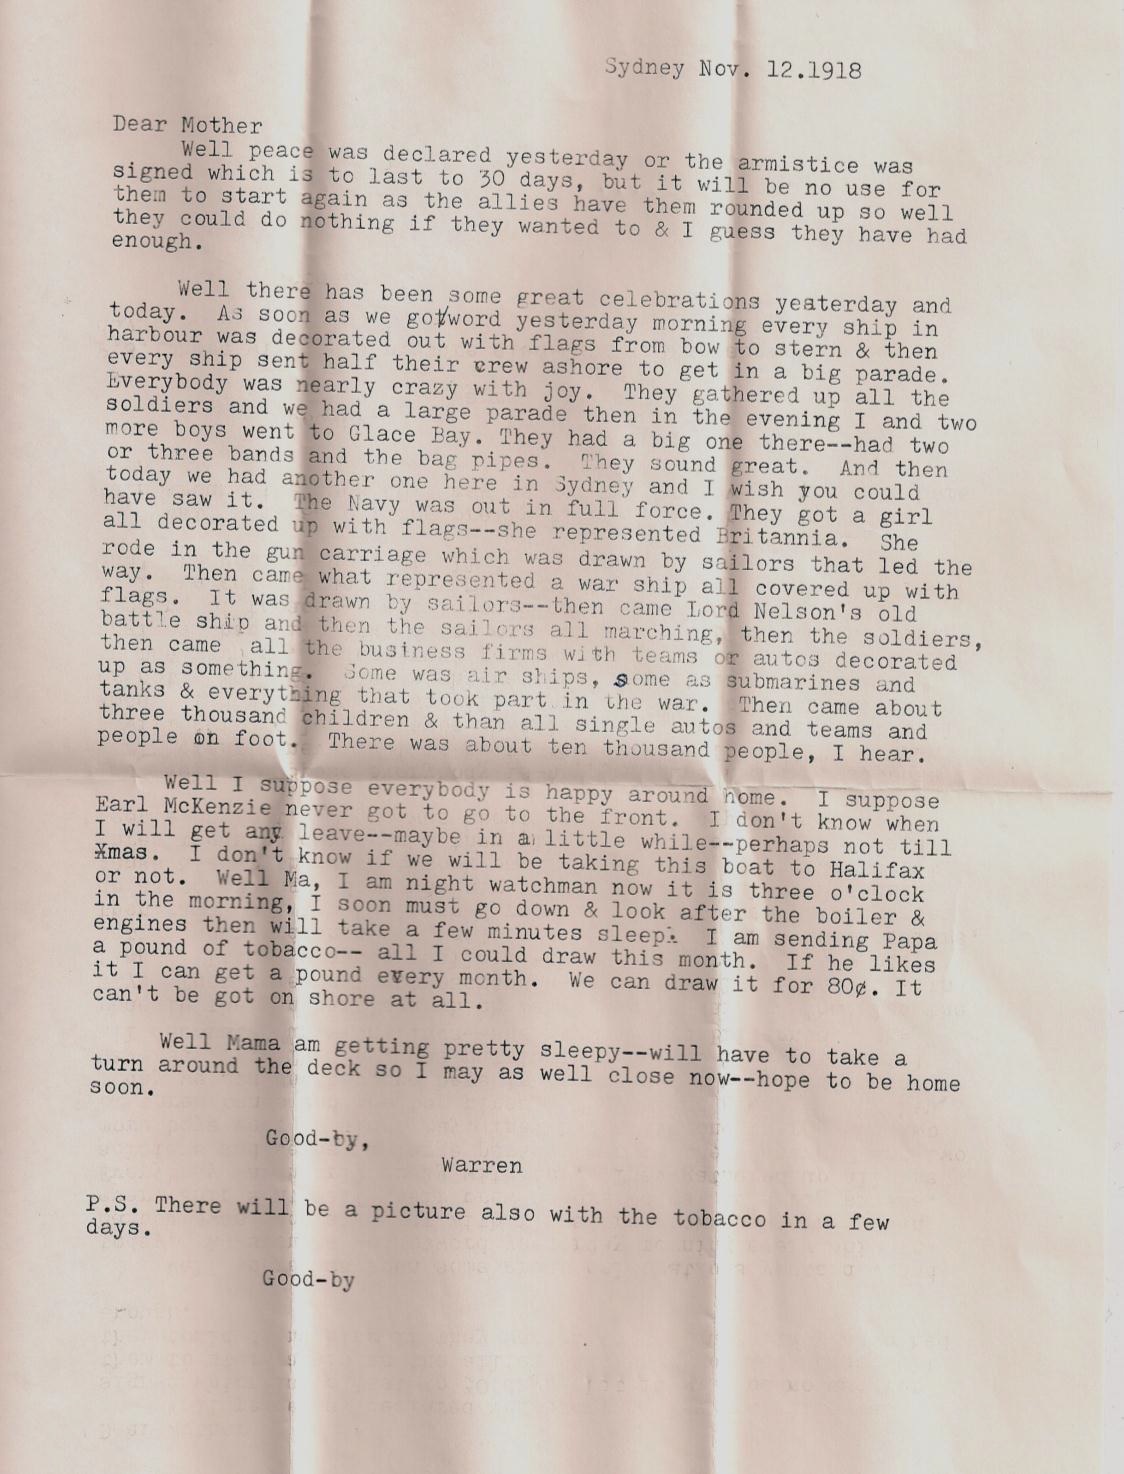 Sydney Nov. 12.1918
Dear Mother
Well peace was declared yesterday or the armistice was
signed which is to last to 30 days, but it will be no use for
them to start again as the allies have them rounded up so well
they could do nothing if they wanted to & I guess they have had
enough.
Well there has been some great celebrations yesterday and
today. As soon as we got/word yesterday morning every ship in
harbour was decorated out with flags from bow to stern & then
every ship sent half their crew ashore to get in a big parade.
Everybody was nearly crazy with joy. They gathered up all the
soldiers and we had a large parade then in the evening I and two
more boys went to Glace Bay. They had a big one there--had two
or three bands and the bag pipes. They sound great. And then
today we had another one here in Sydney and I wish you could
have saw it. The Navy was out in full force. They got a girl
all decorated up with flags--she represented Britannia. She
rode in the gun carriage which was drawn by sailors that led the
way. Then came what represented a war ship all covered up with
flags. It was drawn by sailors--then came Lord Nelson's old
battle ship and then the sailors all marching, then the soldiers,
then came all the business firms with teams or autos decorated
up as something. Some was air ships, some as submarines and
tanks & everything that took part in the war. Then came about
three thousand children & than all single autos and teams and
people on foot. There was about ten thousand people, I hear.
Well I suppose everybody is happy around home. I suppose
Earl McKenzie never got to go to the front. I don't know when
I will get any leave--maybe in a little while--perhaps not till
Xmas. I don't know if we will be taking this boat to Halifax
or not. Well Ma, I am night watchman now it is three o'clock
in the morning, I soon must go down & look after the boiler &
engines then will take a few minutes sleep. I am sending Papa
a pound of tobacco-- all I could draw this month. If he likes
it I can get a pound every month. We can draw it for 80¢. It
can't be got on shore at all.
Well Mama am getting pretty sleepy--will have to take a
turn around the deck so I may as well close now--hope to be home
soon.
Good-by,
Warren
P.S. There will be a picture also with the tobacco in a few
days.
Good-by